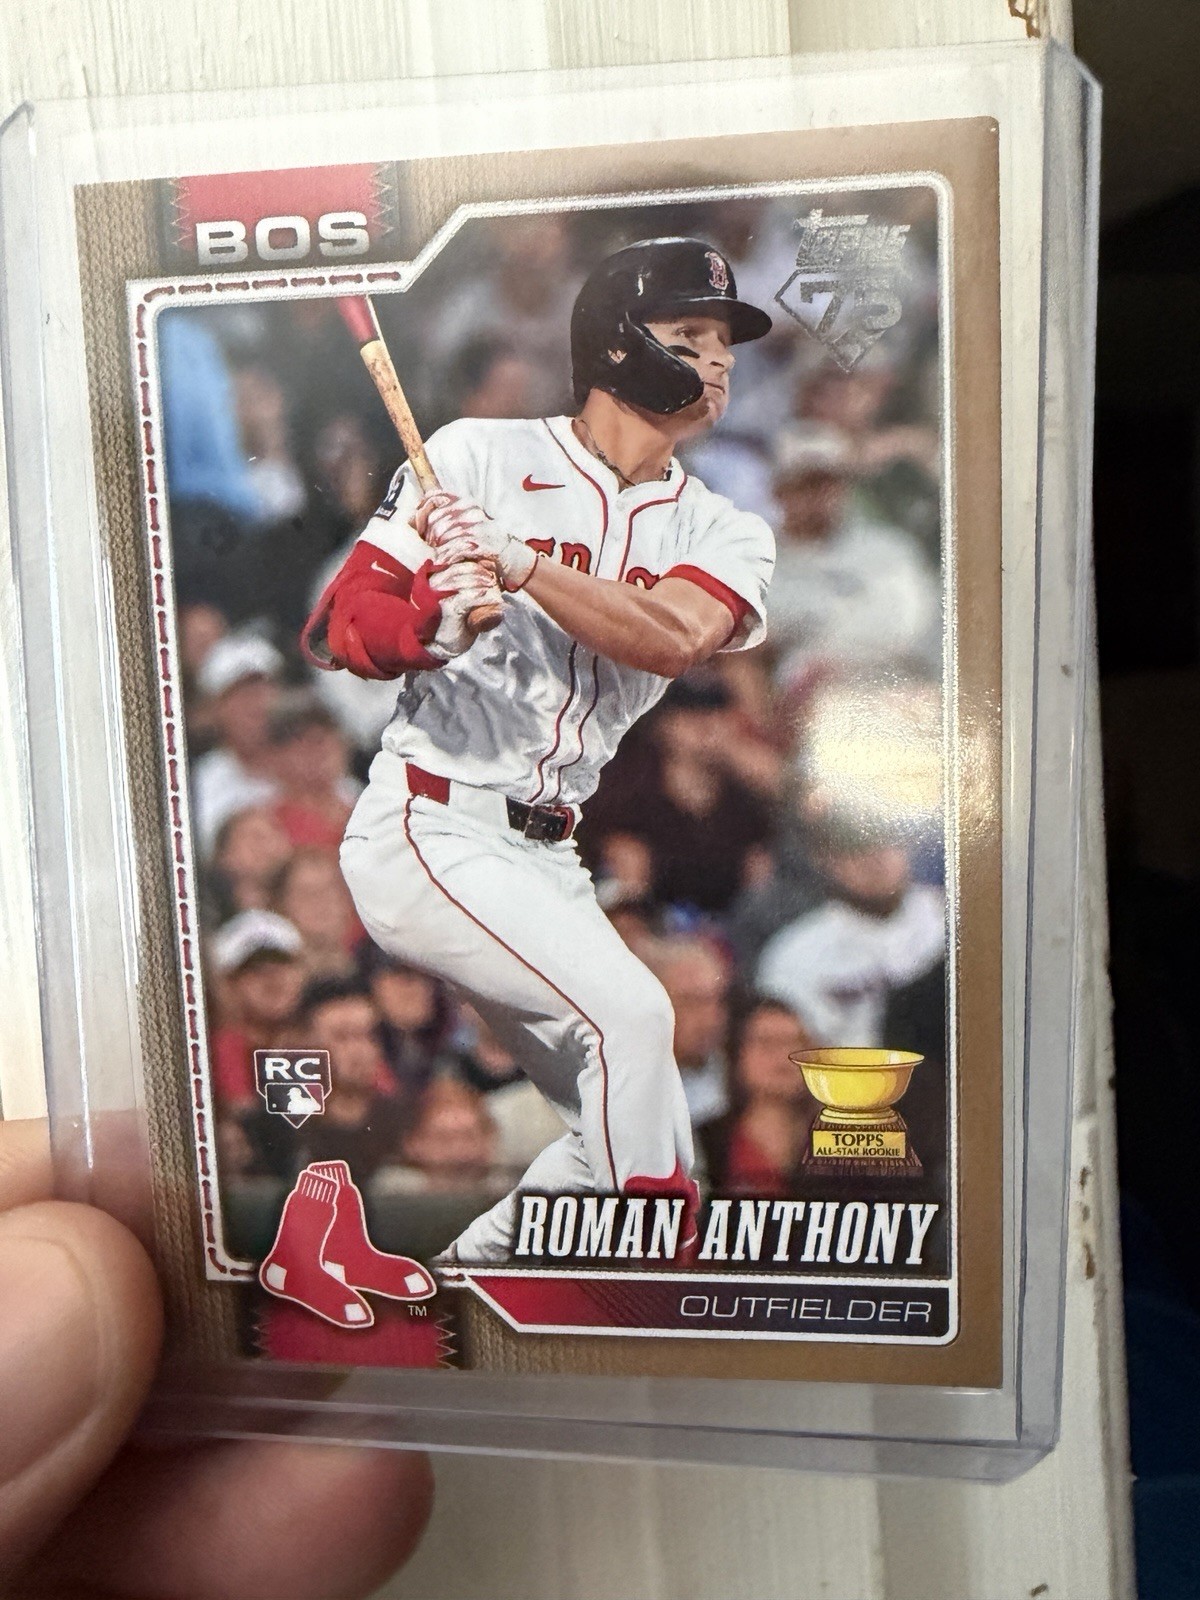 BOS
TOPPS
75
RC
TOPPS
ALL-STAR ROOKIE
ROMAN ANTHONY
TM
OUTFIELDER